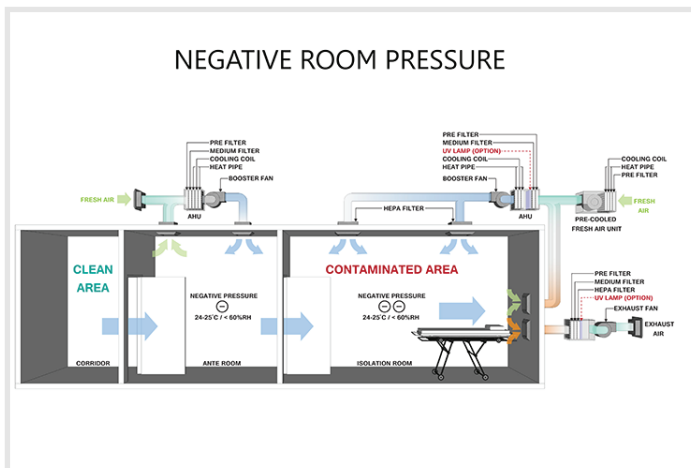 NEGATIVE ROOM PRESSURE
PRE FILTER
MEDIUM FILTER
COOLING COIL
HEAT PIPE
BOOSTER FAN
FRESH AIR
AHU
PRE FILTER
MEDIUM FILTER
UV LAMP (OPTION)
COOLING COIL
HEAT PIPE
BOOSTER FAN
HEPA FILTER
AHU
COOLING COIL
HEAT PIPE
PRE FILTER
FRESH
AIR
PRE-COOLED
FRESH AIR UNIT
CLEAN
AREA
CONTAMINATED AREA
NEGATIVE PRESSURE
24-25°C / < 60%RH
NEGATIVE PRESSURE
24-25°C / < 60%RH
PRE FILTER
MEDIUM FILTER
HEPA FILTER
UV LAMP (OPTION)
EXHAUST FAN
EXHAUST
AIR
CORRIDOR
ANTE ROOM
ISOLATION ROOM